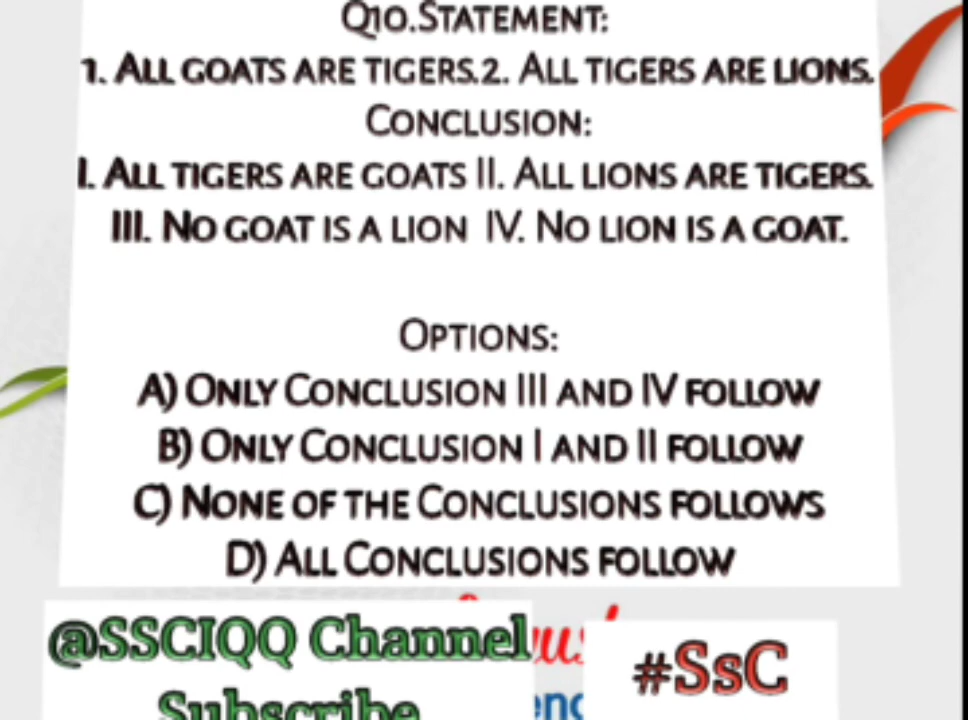 Q10.Statement:
1. All goats are tigers.2. All tigers are lions.
Conclusion:
I. All tigers are goats II. All lions are tigers.
III. No goat is a lion IV. No lion is a goat.
Options:
A) Only Conclusion III and IV follow
B) Only Conclusion I and II follow
C) None of the Conclusions follows
D) All Conclusions follow
@SSCIQQ Channel
#SsC
Subscribe